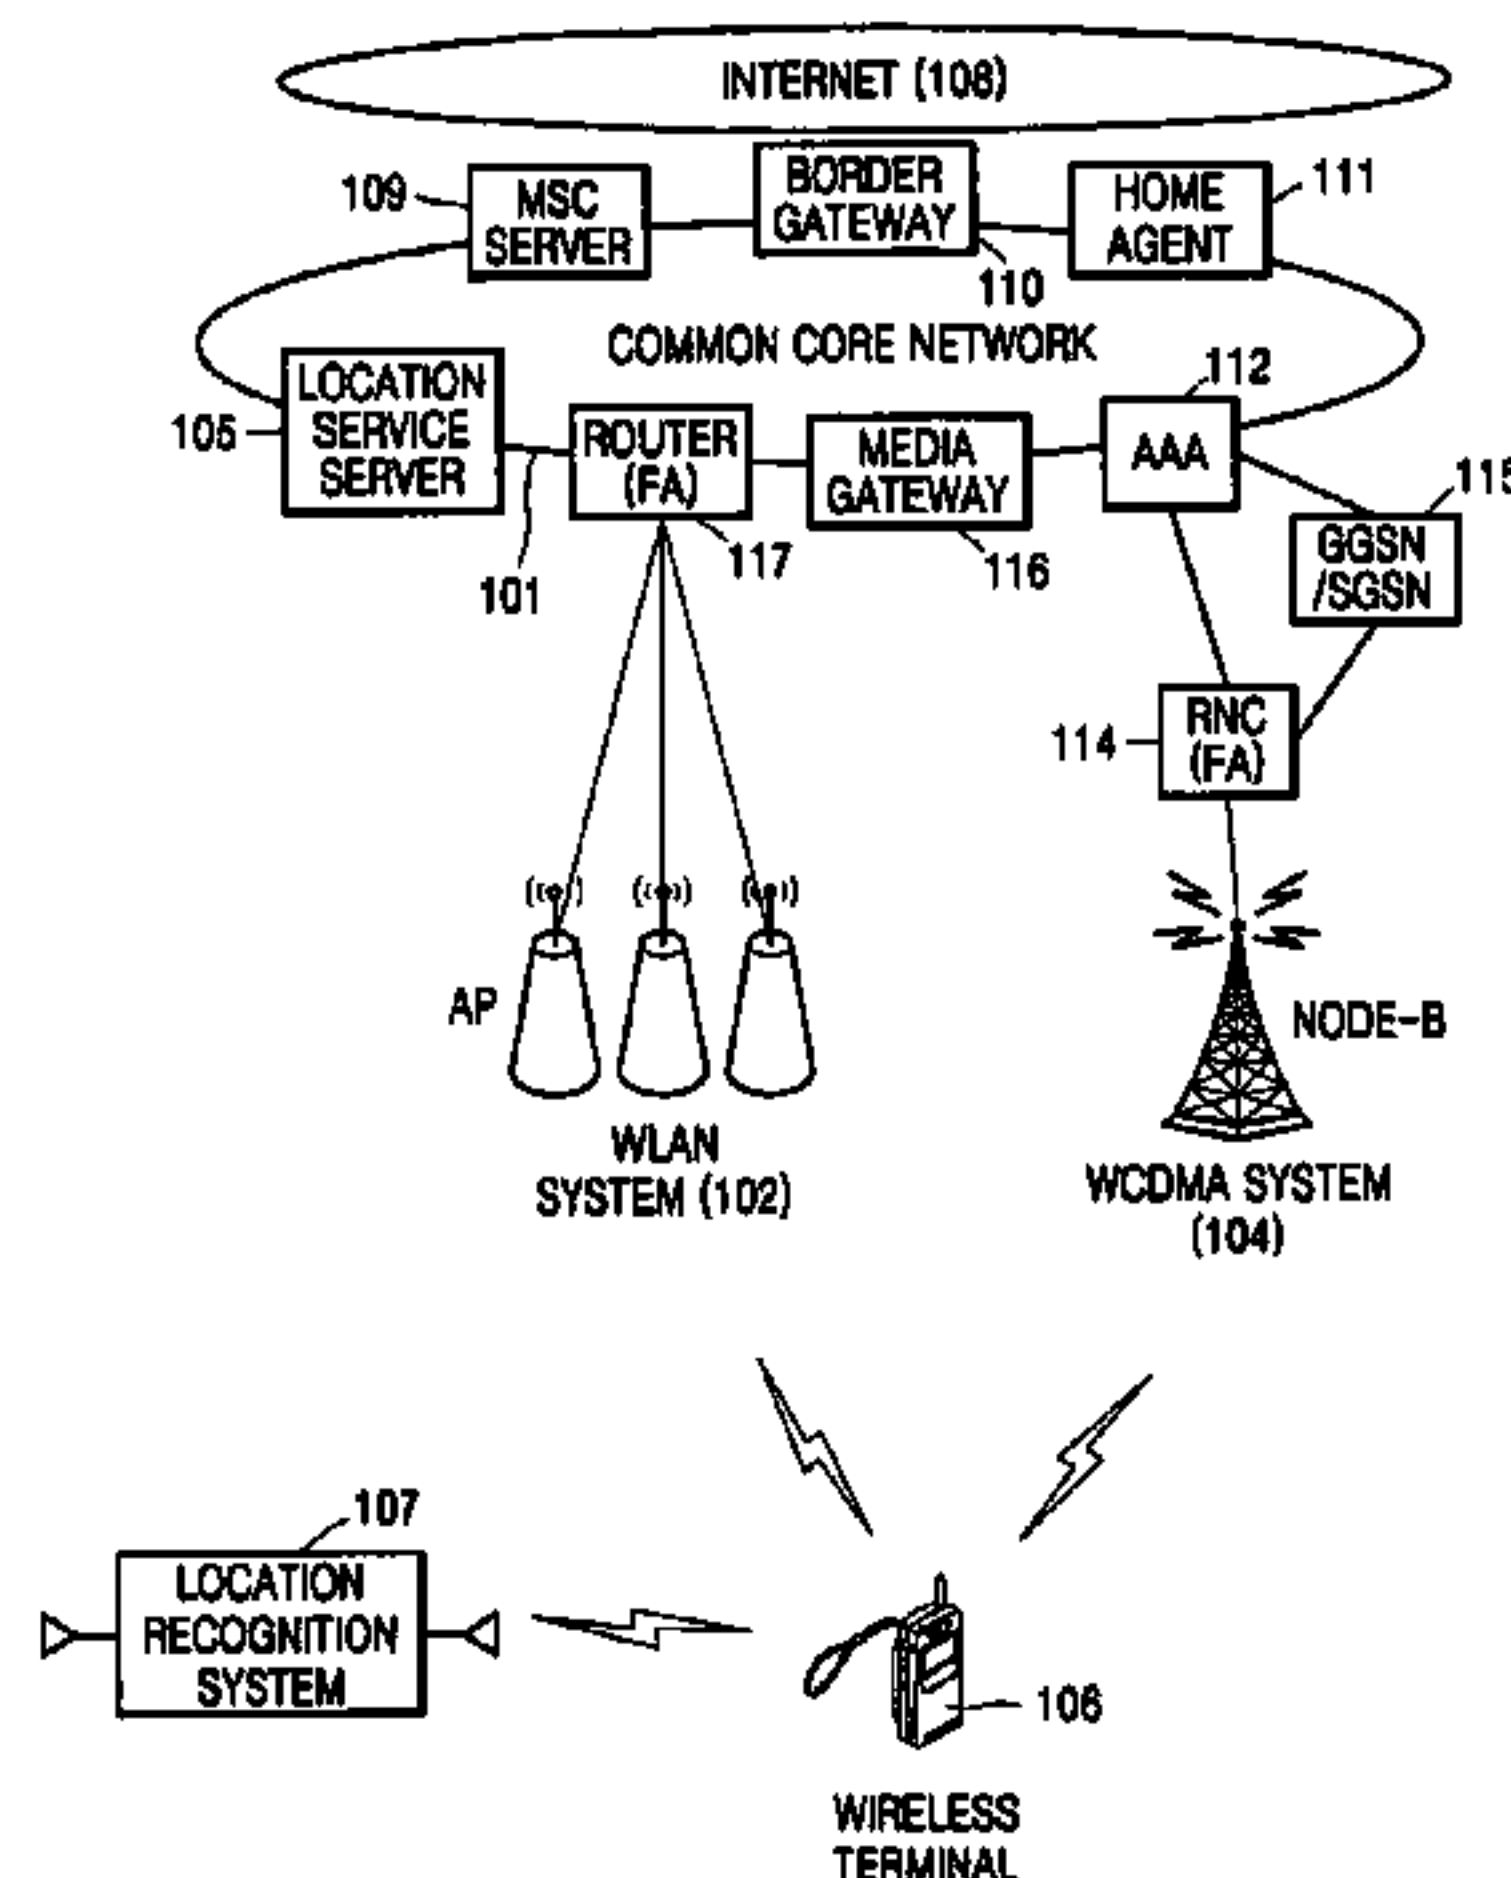 INTERNET (108)
109
MSC
SERVER
BORDER
GATEWAY
110
HOME
AGENT
111
COMMON CORE NETWORK
105
LOCATION
SERVICE
SERVER
101
ROUTER
(FA)
117
MEDIA
GATEWAY
116
112
AAA
115
GGSN
/SGSN
114
RNC
(FA)
AP
NODE-B
WLAN
SYSTEM (102)
WCDMA SYSTEM
(104)
107
LOCATION
RECOGNITION
SYSTEM
106
WIRELESS
TERMINAL